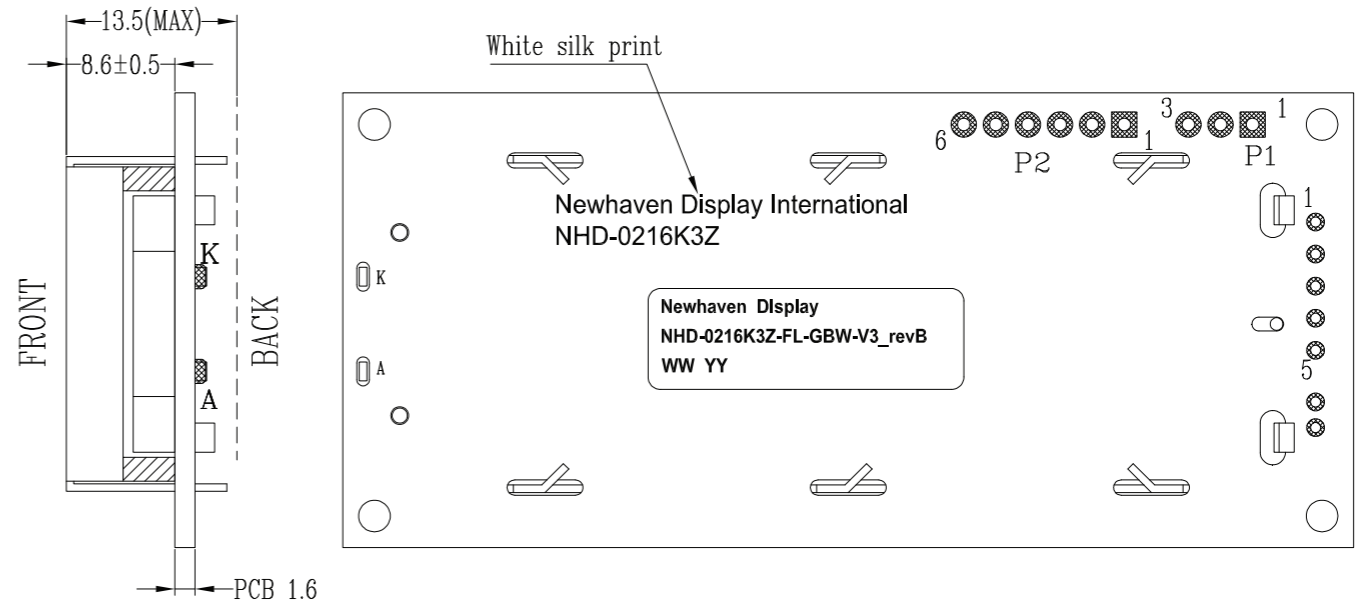 13.5(MAX)
8.6±0.5
FRONT
K
A
BACK
PCB 1.6
White silk print
6
1
P2
3
1
P1
Newhaven Display International
NHD-0216K3Z
K
A
Newhaven DIsplay
NHD-0216K3Z-FL-GBW-V3_revB
WW YY
1
5